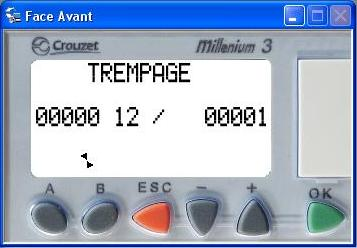 Face Avant
Crouzet millenium 3
TREMPAGE
00000 12 / 00001
A B ESC - + OK